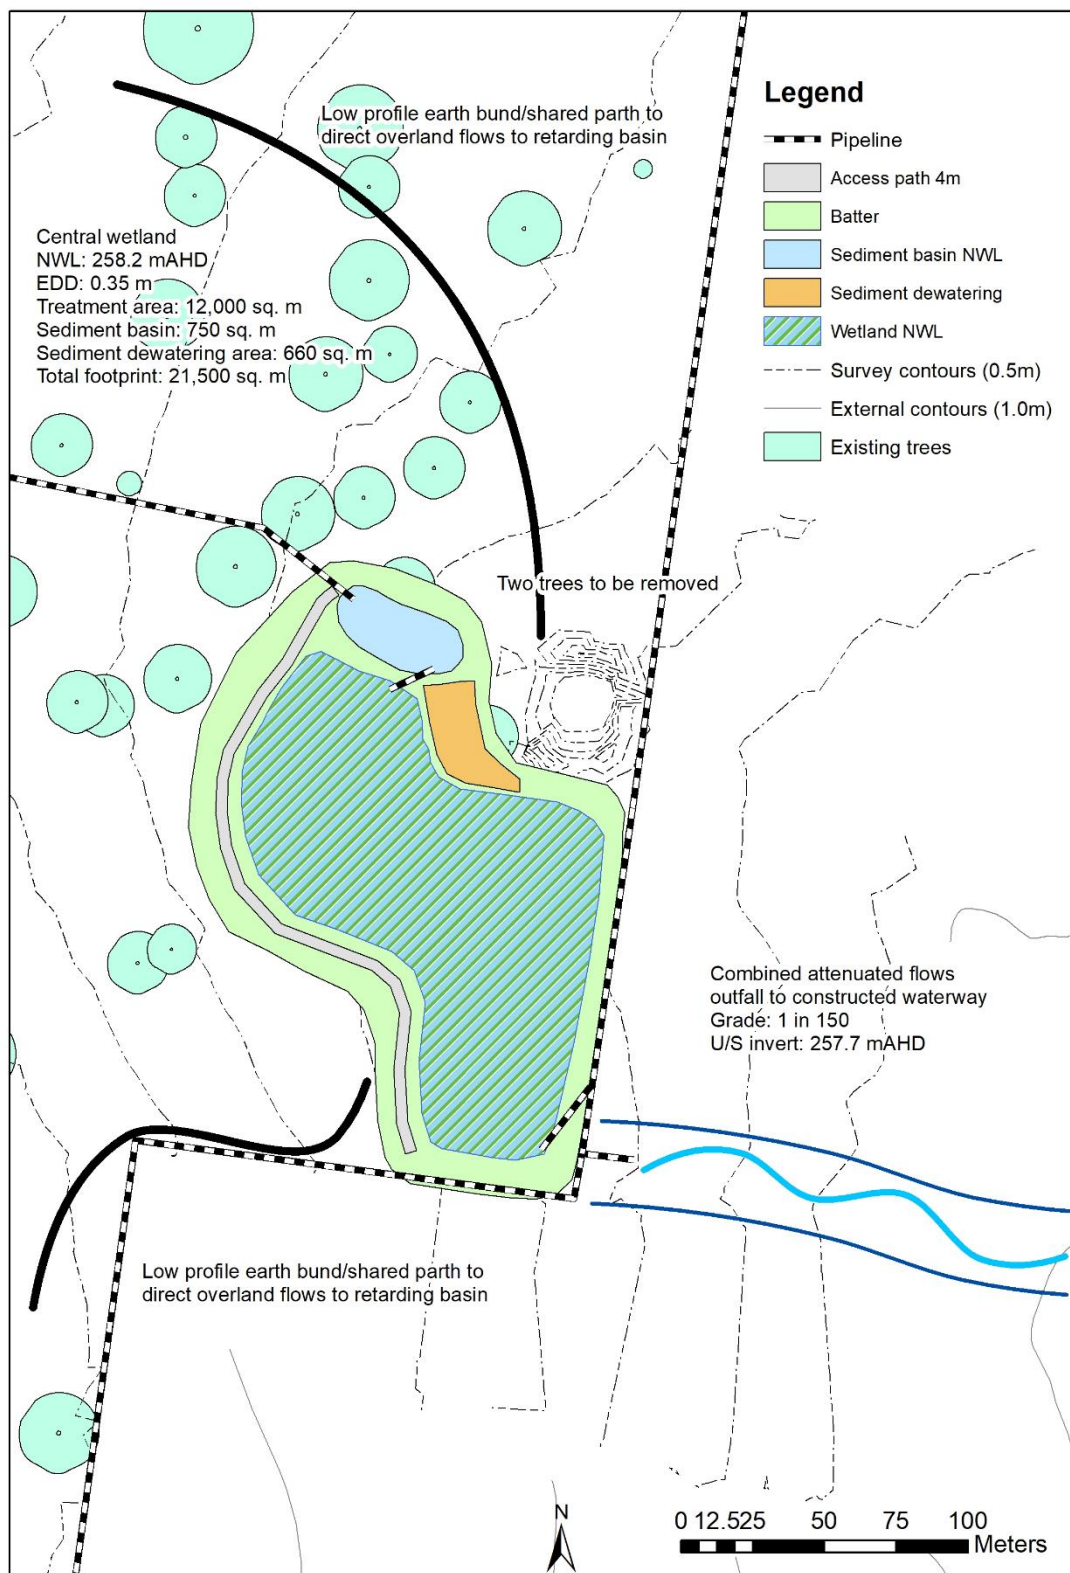 Legend
Low profile earth bund/shared parth to
direct overland flows to retarding basin
Pipeline
Access path 4m
Batter
Sediment basin NWL
Sediment dewatering
Wetland NWL
Survey contours (0.5m)
External contours (1.0m)
Existing trees
Central wetland
NWL: 258.2 mAHD
EDD: 0.35 m
Treatment area: 12,000 sq. m
Sediment basin: 750 sq. m
Sediment dewatering area: 660 sq. m
Total footprint: 21,500 sq. m
Two trees to be removed
Combined attenuated flows
outfall to constructed waterway
Grade: 1 in 150
U/S invert: 257.7 mAHD
Low profile earth bund/shared parth to
direct overland flows to retarding basin
N
0 12.525 50 75 100
Meters